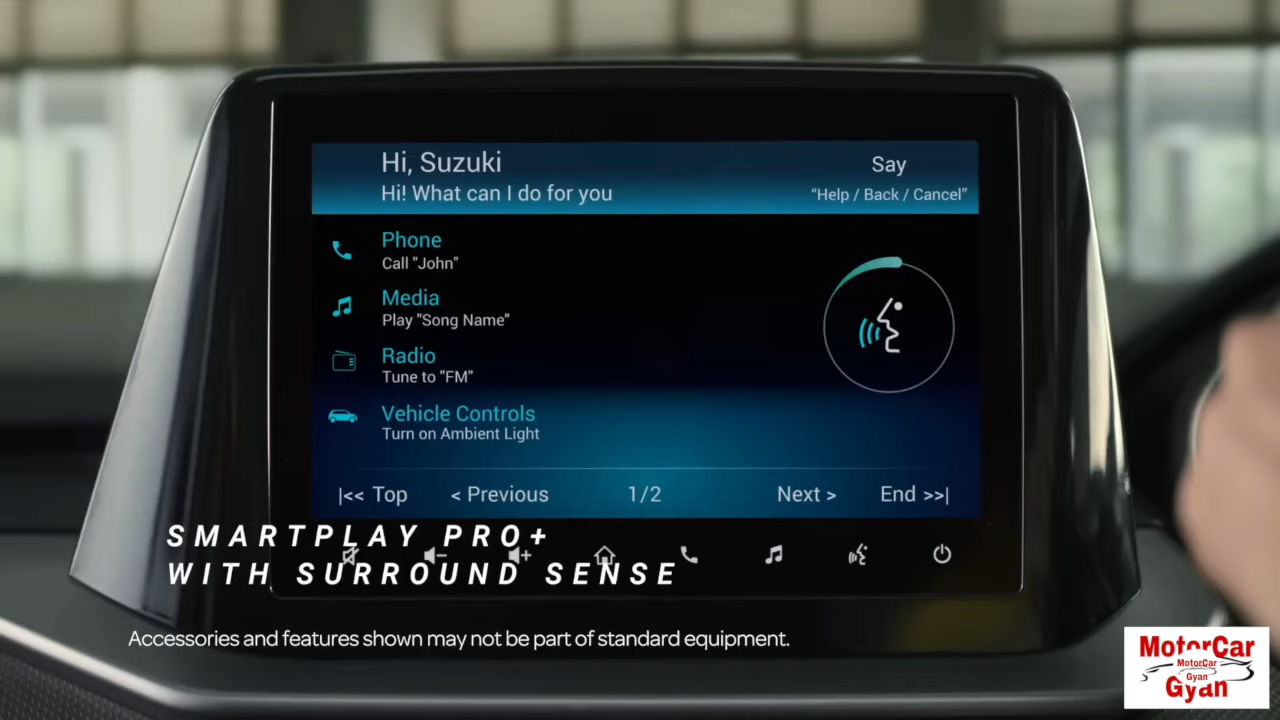 Hi, Suzuki
Hi! What can I do for you
Say
“Help / Back / Cancel”
Phone
Call "John"
Media
Play "Song Name"
Radio
Tune to "FM"
Vehicle Controls
Turn on Ambient Light
|<< Top < Previous 1/2 Next > End >>|
SMARTPLAY PRO+
WITH SURROUND SENSE
Accessories and features shown may not be part of standard equipment.
MotorCar
MotorCar
Gyan
Gyan